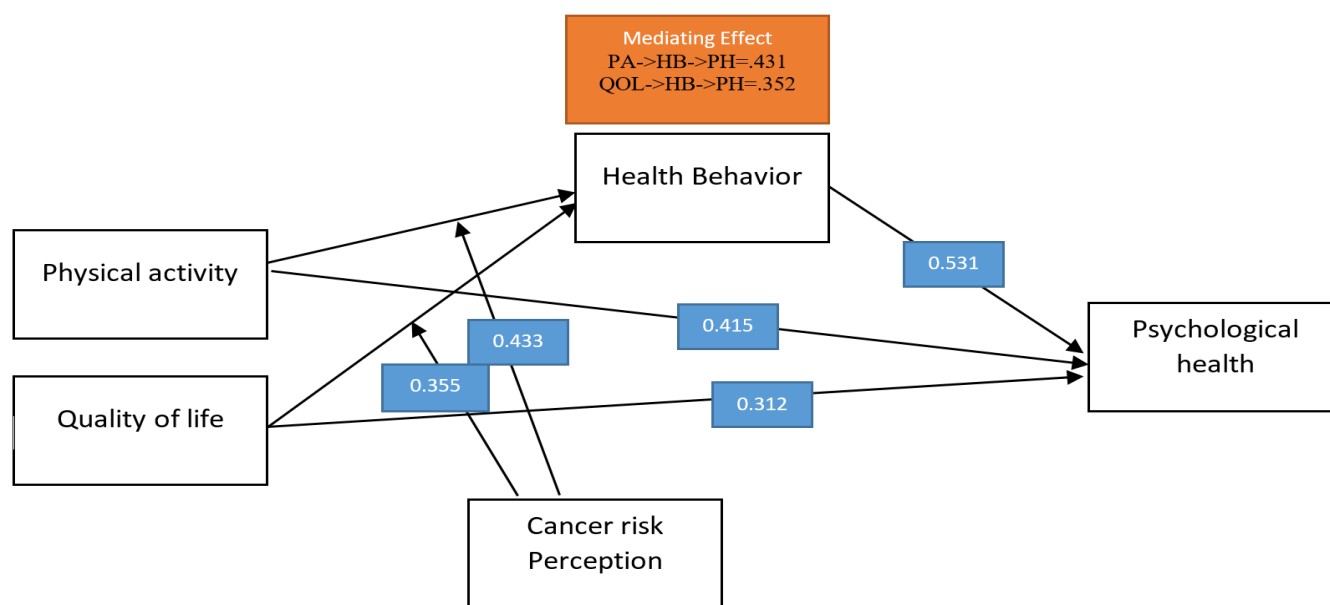 Mediating Effect
PA->HB->PH=.431
QOL->HB->PH=.352
Health Behavior
Physical activity
0.531
0.415
Psychological
health
0.433
0.355
Quality of life
0.312
Cancer risk
Perception